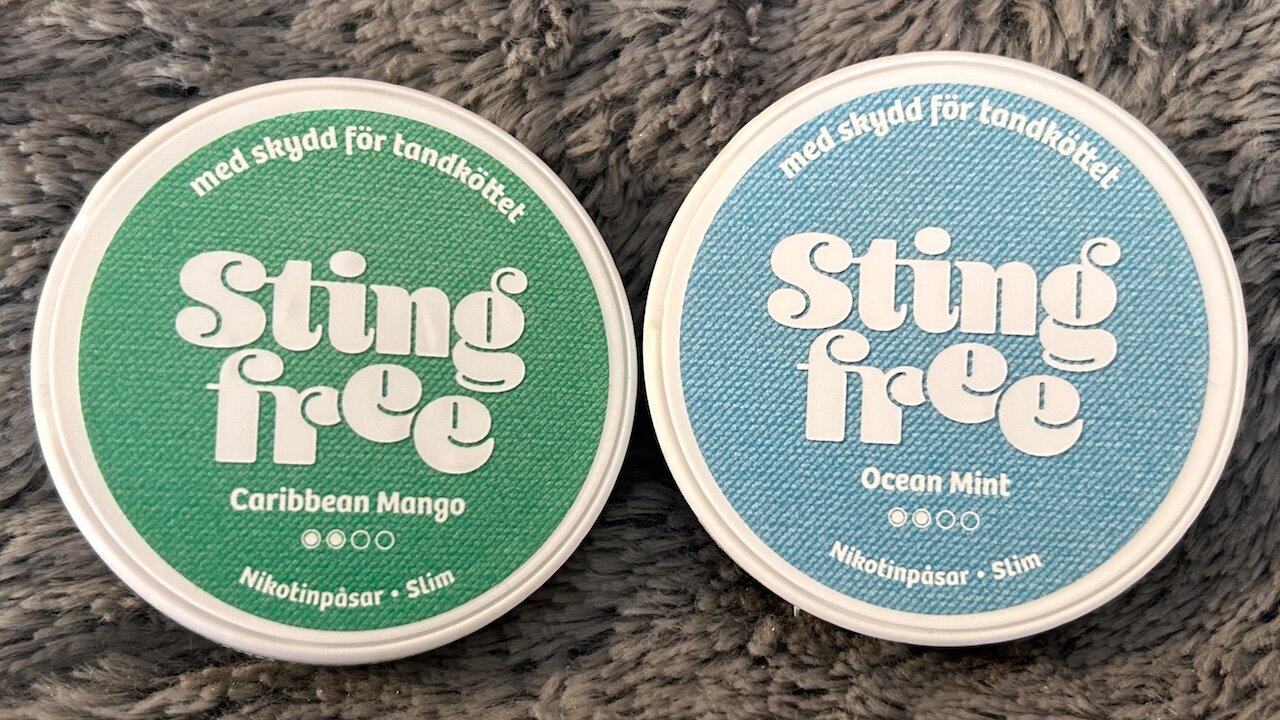 med skydd för tandköttet
Sting
free
Caribbean Mango
Nikotinpåsar • Slim
med skydd för tandköttet
Sting
free
Ocean Mint
Nikotinpåsar • Slim